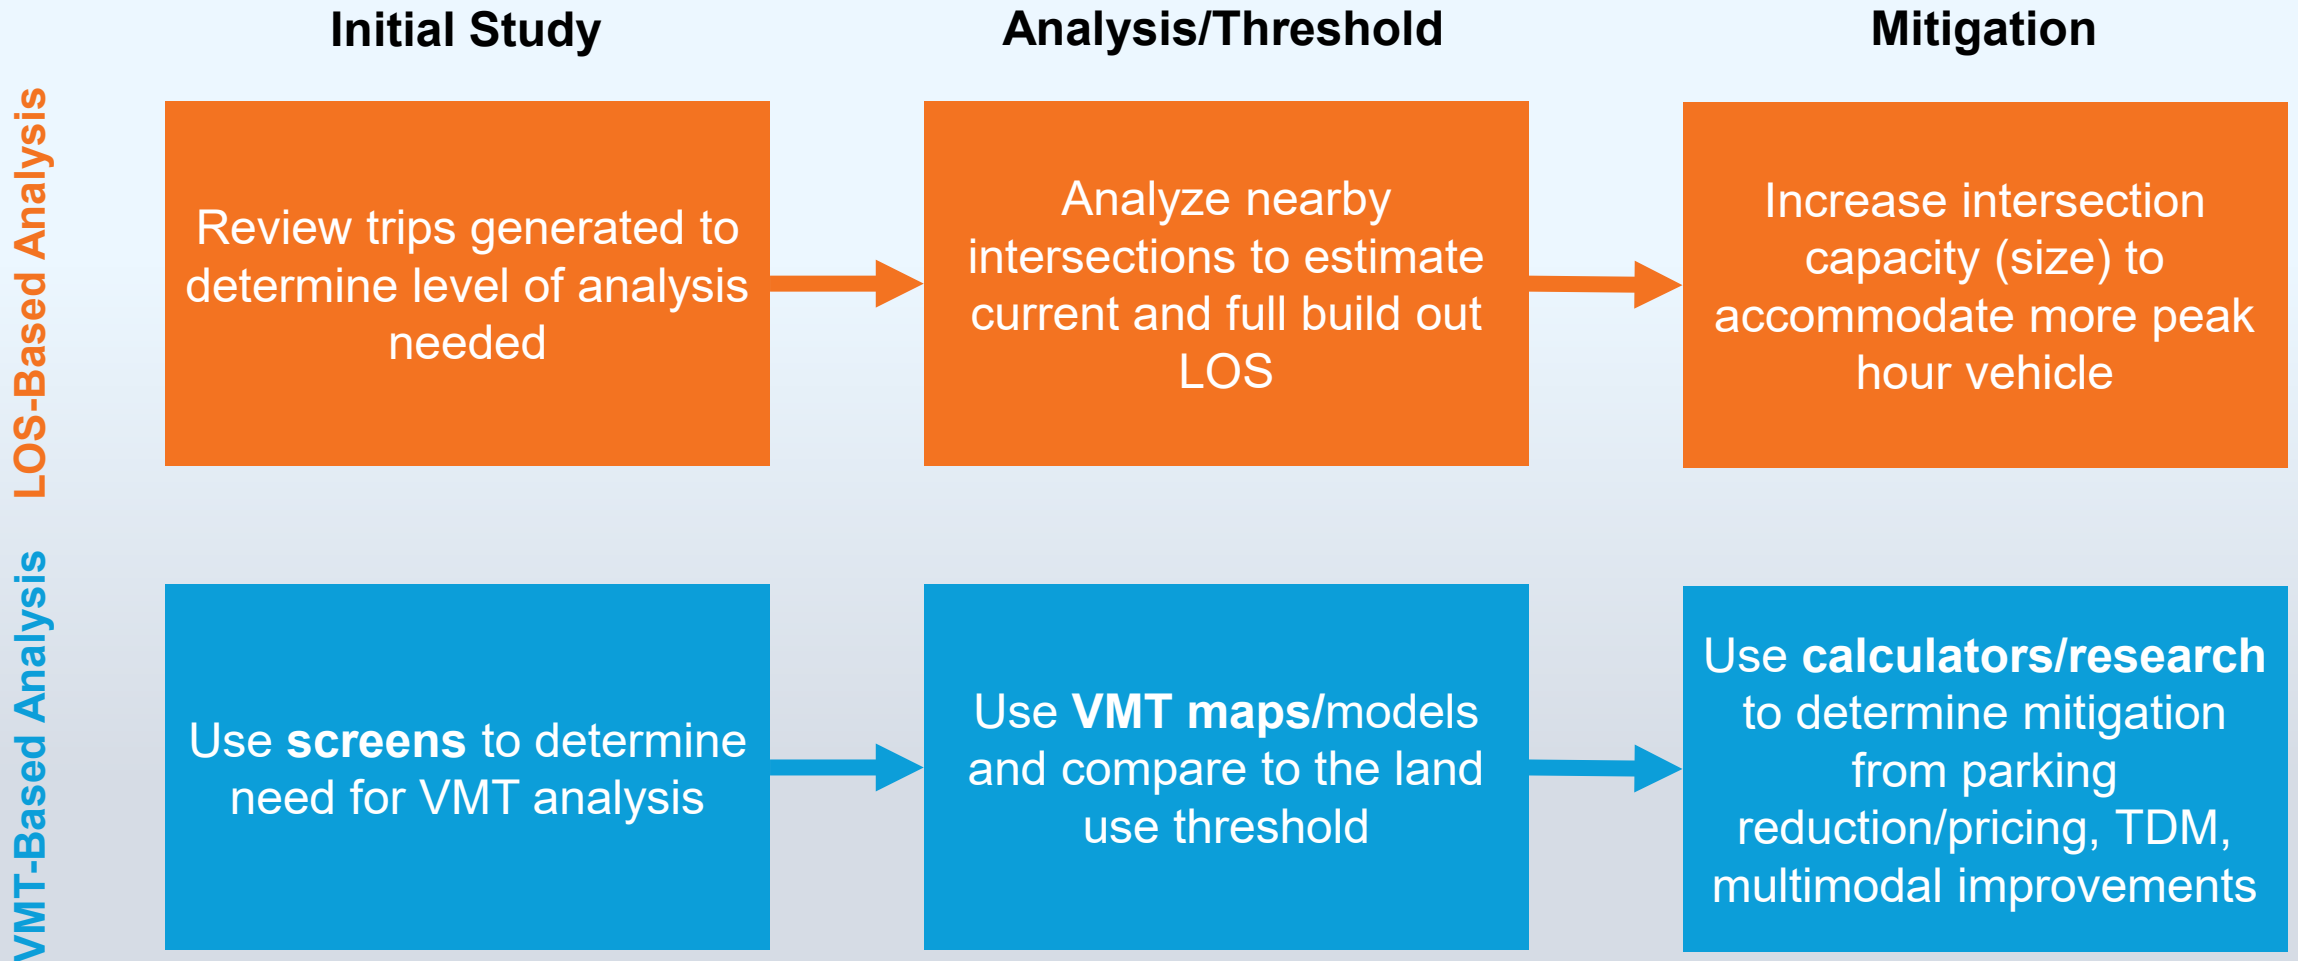 Initial Study
Analysis/Threshold
Mitigation
LOS-Based Analysis
Review trips generated to
determine level of analysis
needed
Analyze nearby
intersections to estimate
current and full build out
LOS
Increase intersection
capacity (size) to
accommodate more peak
hour vehicle
VMT-Based Analysis
Use screens to determine
need for VMT analysis
Use VMT maps/models
and compare to the land
use threshold
Use calculators/research
to determine mitigation
from parking
reduction/pricing, TDM,
multimodal improvements